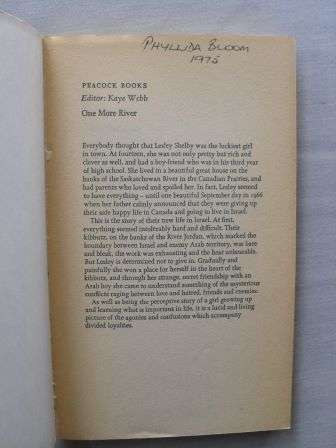 PHYLLIDA BLOOM
1975
PEACOCK BOOKS
Editor: Kaye Webb
One More River
Everybody thought that Lesley Shelby was the luckiest girl
in town. At fourteen, she was not only pretty but rich and
clever as well, and had a boy-friend who was in his third year
of high school. She lived in a beautiful great house on the
banks of the Saskatchewan River in the Canadian Prairies, and
had parents who loved and spoiled her. In fact, Lesley seemed
to have everything – until one beautiful September day in 1966
when her father calmly announced that they were giving up
their safe happy life in Canada and going to live in Israel.
This is the story of their new life in Israel. At first,
everything seemed intolerably hard and difficult. Their
kibbutz, on the banks of the River Jordan, which marked the
boundary between Israel and enemy Arab territory, was bare
and bleak, the work was exhausting and the heat unbearable.
But Lesley is determined not to give in. Gradually and
painfully she won a place for herself in the heart of the
kibbutz, and through her strange, secret friendship with an
Arab boy she came to understand something of the mysterious
conflicts raging between love and hatred, friends and enemies.
As well as being the perceptive story of a girl growing up
and learning what is important in life, it is a lucid and living
picture of the agonies and confusions which accompany
divided loyalties.